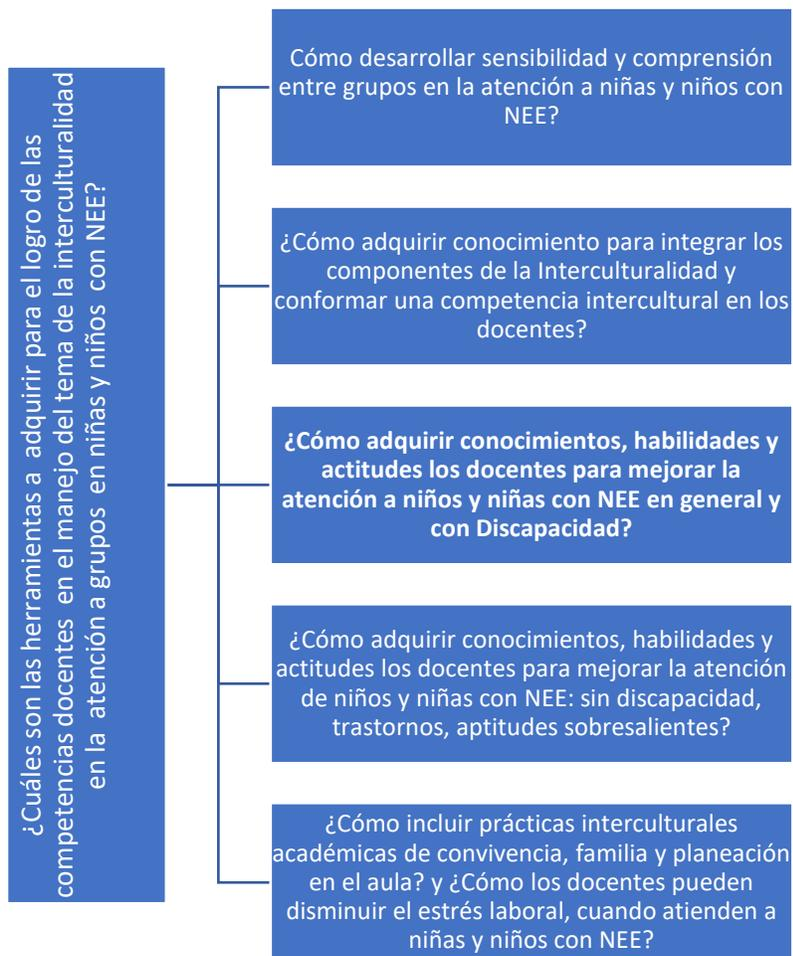 ¿Cuáles son las herramientas a adquirir para el logro de las
competencias docentes en el manejo del tema de la interculturalidad
en la atención a grupos en niñas y niños con NEE?
Cómo desarrollar sensibilidad y comprensión
entre grupos en la atención a niñas y niños con
NEE?
¿Cómo adquirir conocimiento para integrar los
componentes de la Interculturalidad y
conformar una competencia intercultural en los
docentes?
¿Cómo adquirir conocimientos, habilidades y
actitudes los docentes para mejorar la
atención a niños y niñas con NEE en general y
con Discapacidad?
¿Cómo adquirir conocimientos, habilidades y
actitudes los docentes para mejorar la atención
de niños y niñas con NEE: sin discapacidad,
trastornos, aptitudes sobresalientes?
¿Cómo incluir prácticas interculturales
académicas de convivencia, familia y planeación
en el aula? y ¿Cómo los docentes pueden
disminuir el estrés laboral, cuando atienden a
niñas y niños con NEE?